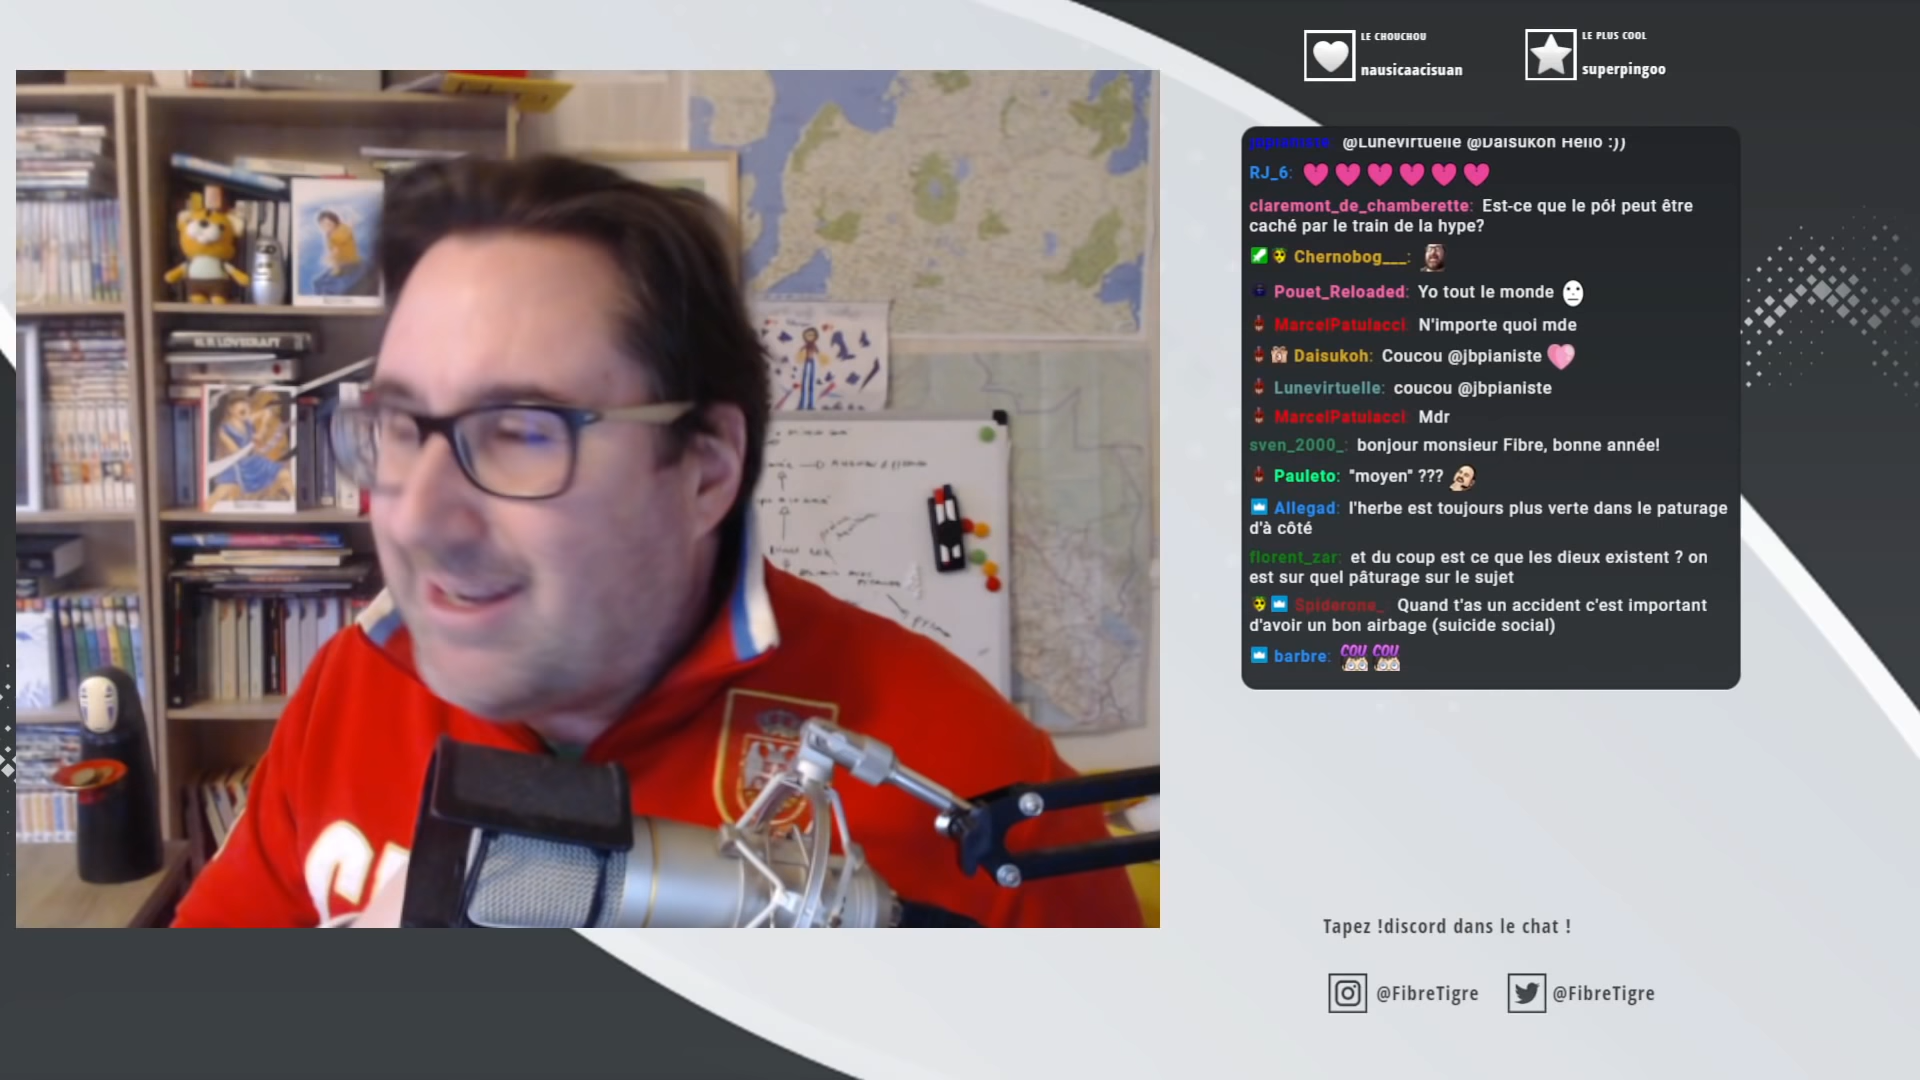 LE CHOUCHOU
nausicaacisuan
LE PLUS COOL
superpingoo
jbpianiste: @Lunevirtuelle @Daisukoh Hello :))
RJ_6:
claremont_de_chamberette: Est-ce que le pół peut être
caché par le train de la hype?
Chernobog___:
Pouet_Reloaded: Yo tout le monde
MarcelPatulacci: N'importe quoi mde
Daisukoh: Coucou @jbpianiste
Lunevirtuelle: coucou @jbpianiste
MarcelPatulacci: Mdr
sven_2000_: bonjour monsieur Fibre, bonne année!
Pauleto: "moyen" ???
Allegad: l'herbe est toujours plus verte dans le paturage
d'à côté
florent_zar: et du coup est ce que les dieux existent ? on
est sur quel pâturage sur le sujet
Spiderone_: Quand t'as un accident c'est important
d'avoir un bon airbage (suicide social)
barbre: COU COU
H.P. LOVECRAFT
Tapez !discord dans le chat !
@FibreTigre
@FibreTigre